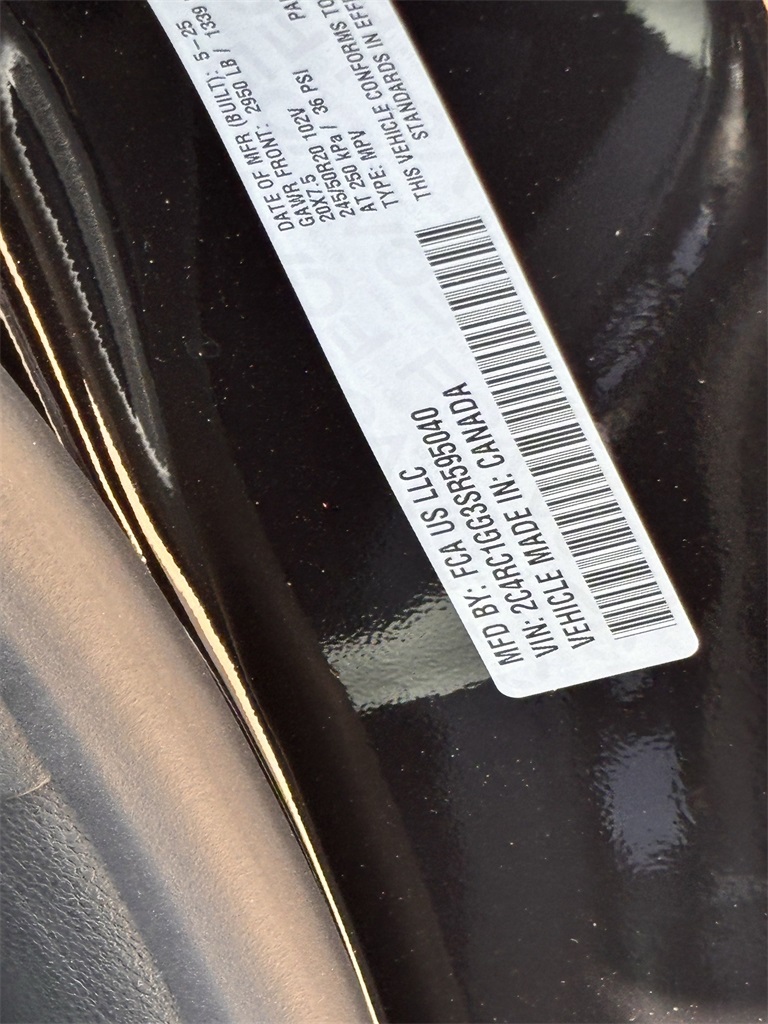 MFD BY: FCA US LLC
VIN: 2C4RC1GG3SR595040
VEHICLE MADE IN: CANADA
DATE OF MFR (BUILT): 5-25
GAWR FRONT: 2950 LB / 1339
20X7.5
245/50R20 102V
AT 250 KPa / 36 PSI
TYPE: MPV
THIS VEHICLE CONFORMS TO
STANDARDS IN